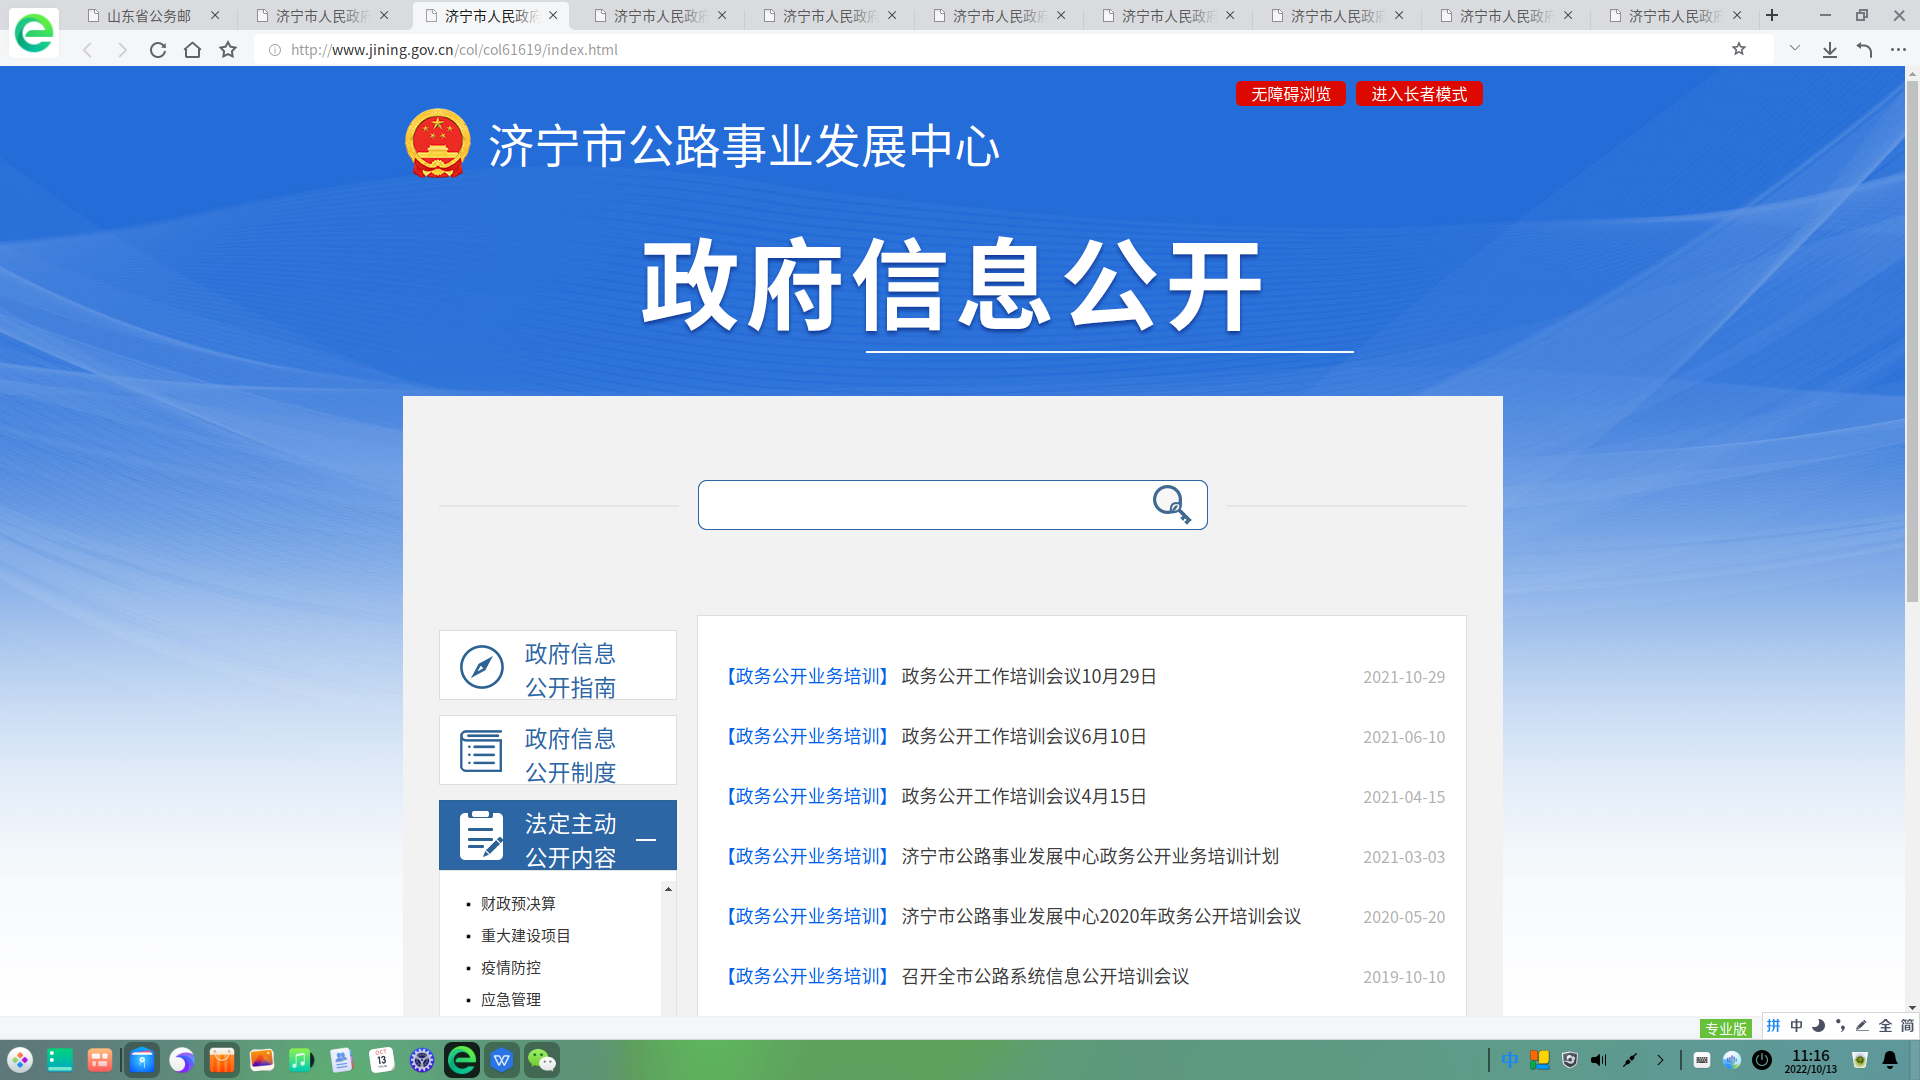 山东省公务邮
济宁市人民政府
济宁市人民政府
济宁市人民政府
济宁市人民政府
济宁市人民政府
济宁市人民政府
济宁市人民政府
济宁市人民政府
济宁市人民政府
http://www.jining.gov.cn/col/col61619/index.html
无障碍浏览
进入长者模式
济宁市公路事业发展中心
政府信息公开
政府信息
公开指南
政府信息
公开制度
法定主动
公开内容
财政预决算
重大建设项目
疫情防控
应急管理
【政务公开业务培训】 政务公开工作培训会议10月29日 2021-10-29
【政务公开业务培训】 政务公开工作培训会议6月10日 2021-06-10
【政务公开业务培训】 政务公开工作培训会议4月15日 2021-04-15
【政务公开业务培训】 济宁市公路事业发展中心政务公开业务培训计划 2021-03-03
【政务公开业务培训】 济宁市公路事业发展中心2020年政务公开培训会议 2020-05-20
【政务公开业务培训】 召开全市公路系统信息公开培训会议 2019-10-10
专业版
拼 中 全 简
OCT
13
中
11:16
2022/10/13